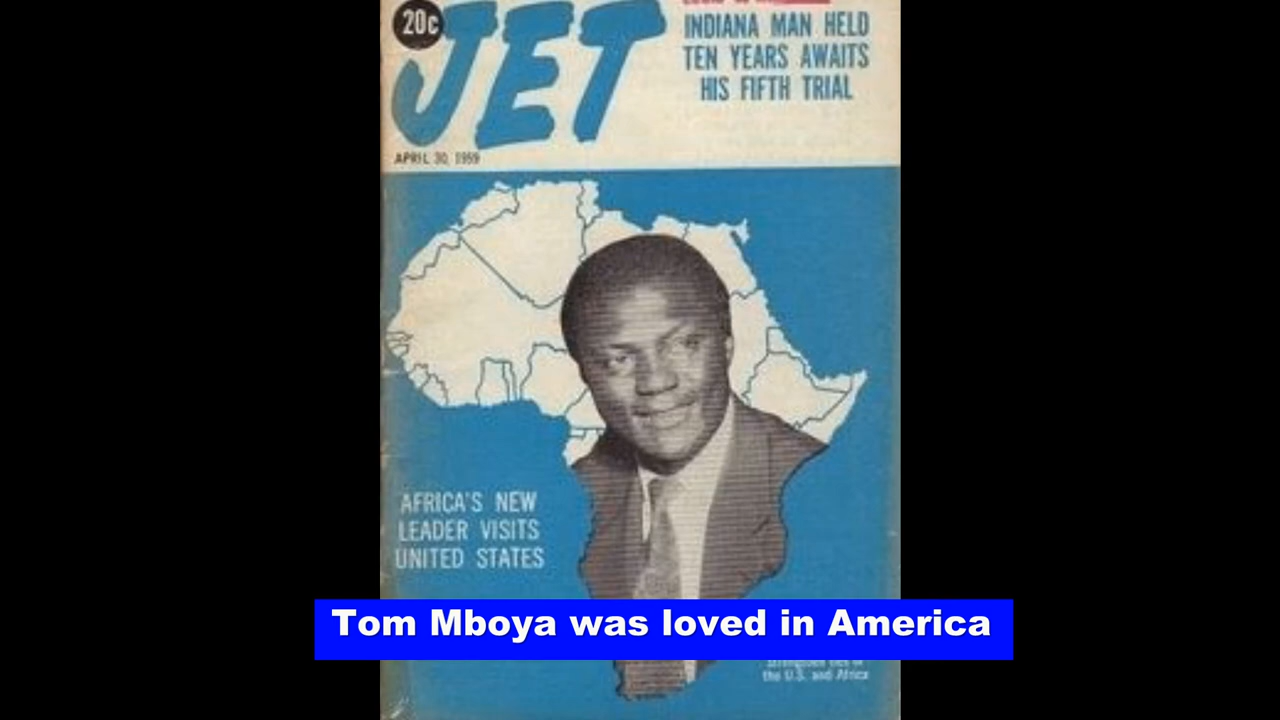 20c
JET
INDIANA MAN HELD
TEN YEARS AWAITS
HIS FIFTH TRIAL
APRIL 30, 1959
AFRICA'S NEW
LEADER VISITS
UNITED STATES
Tom Mboya was loved in America
the U.S. and Africa